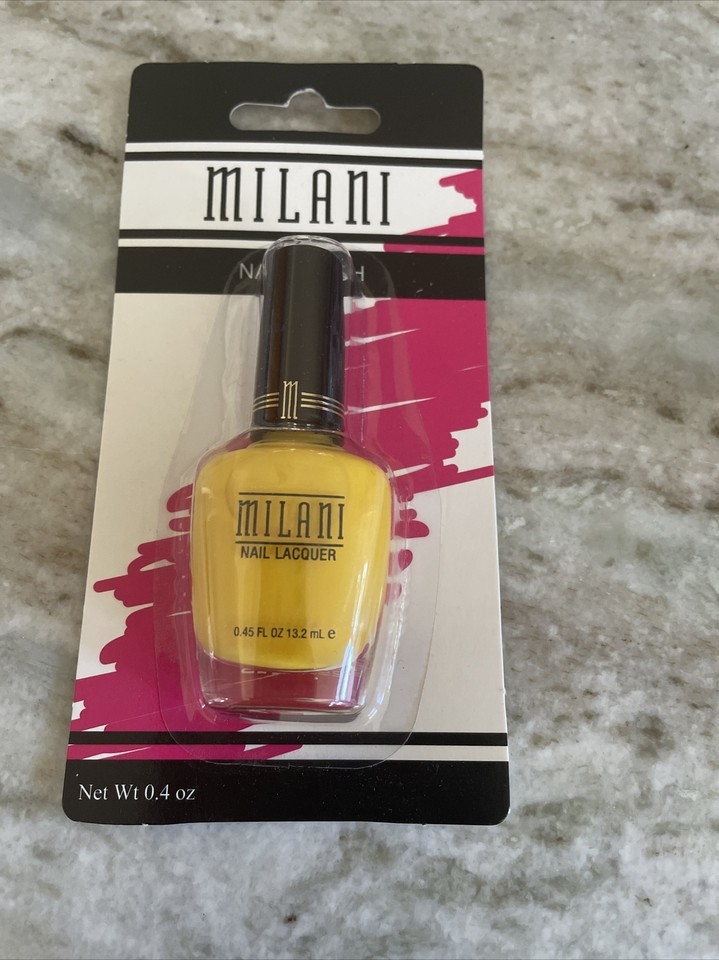 MILANI
m
MILANI
NAIL LACQUER
0.45 FL OZ 13.2 mL e
Net Wt 0.4 oz